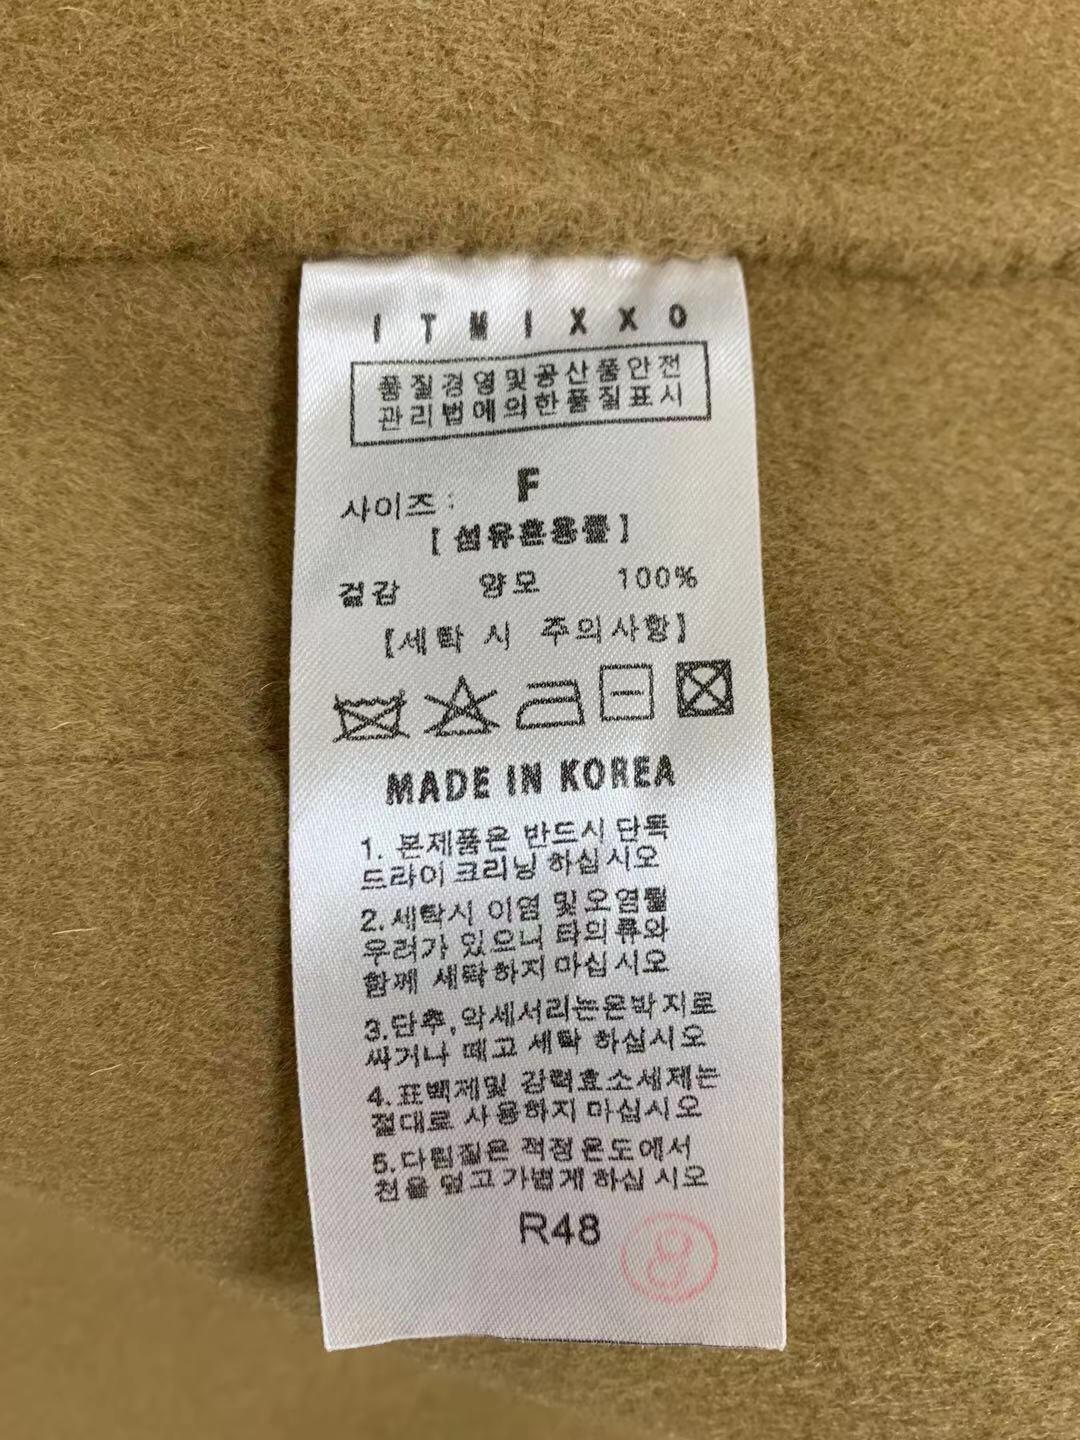 ITMIXXO
품질경영및공산품안전
관리법에의한품질표시
사이즈 : F
[ 섬유혼용률 ]
겉감 양모 100%
【세탁 시 주의사항】
MADE IN KOREA
1. 본제품은 반드시 단독
드라이크리닝 하십시오
2.세탁시 이염 및오염될
우려가 있으니 타의류와
함께 세탁하지 마십시오
3.단추,악세서리는은박지로
싸거나 떼고 세탁 하십시오
4.표백제및 강력효소세제는
절대로 사용하지 마십시오
5.다림질은 적정온도에서
천을 덮고가볍게 하십시오
R48
8